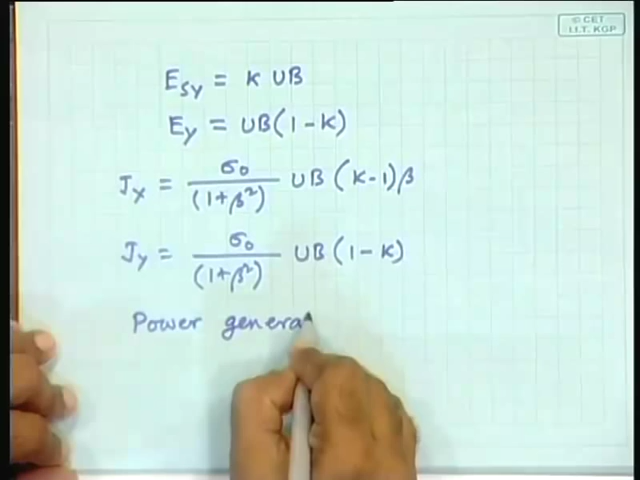 © CET
I.I.T. KGP
E_Sy = K UB
E_y = UB(1-K)
J_x = σ₀/(1+β²) UB(K-1)β
J_y = σ₀/(1+β²) UB(1-K)
Power genera